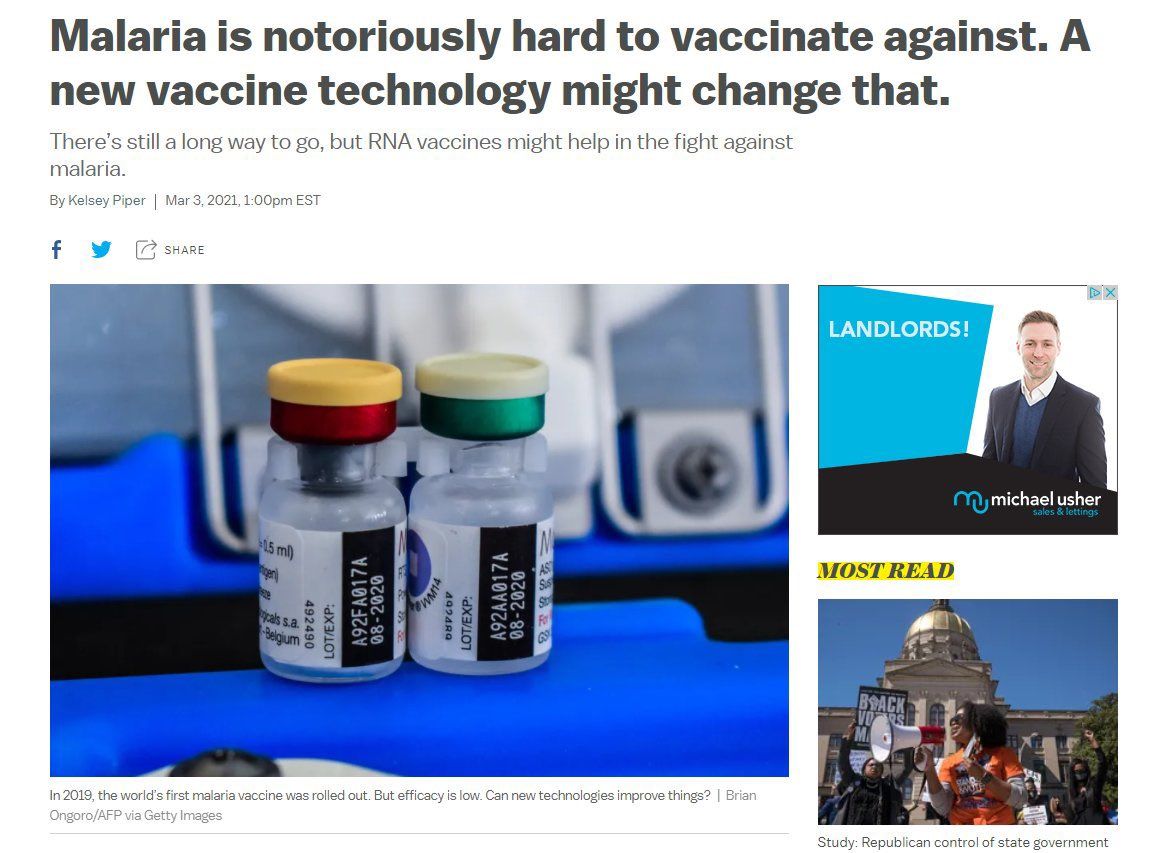 Malaria is notoriously hard to vaccinate against. A
new vaccine technology might change that.
There's still a long way to go, but RNA vaccines might help in the fight against
malaria.
By Kelsey Piper | Mar 3, 2021, 1:00pm EST
SHARE
LANDLORDS!
michael usher
sales & lettings
MOST READ
0.5 ml)
s.a.
Belgium
492490
LOT/EXP:
A92FA017A
08-2020
LOT/EXP:
A92AA017A
08-2020
BLACK
In 2019, the world's first malaria vaccine was rolled out. But efficacy is low. Can new technologies improve things? | Brian
Ongoro/AFP via Getty Images
Study: Republican control of state government